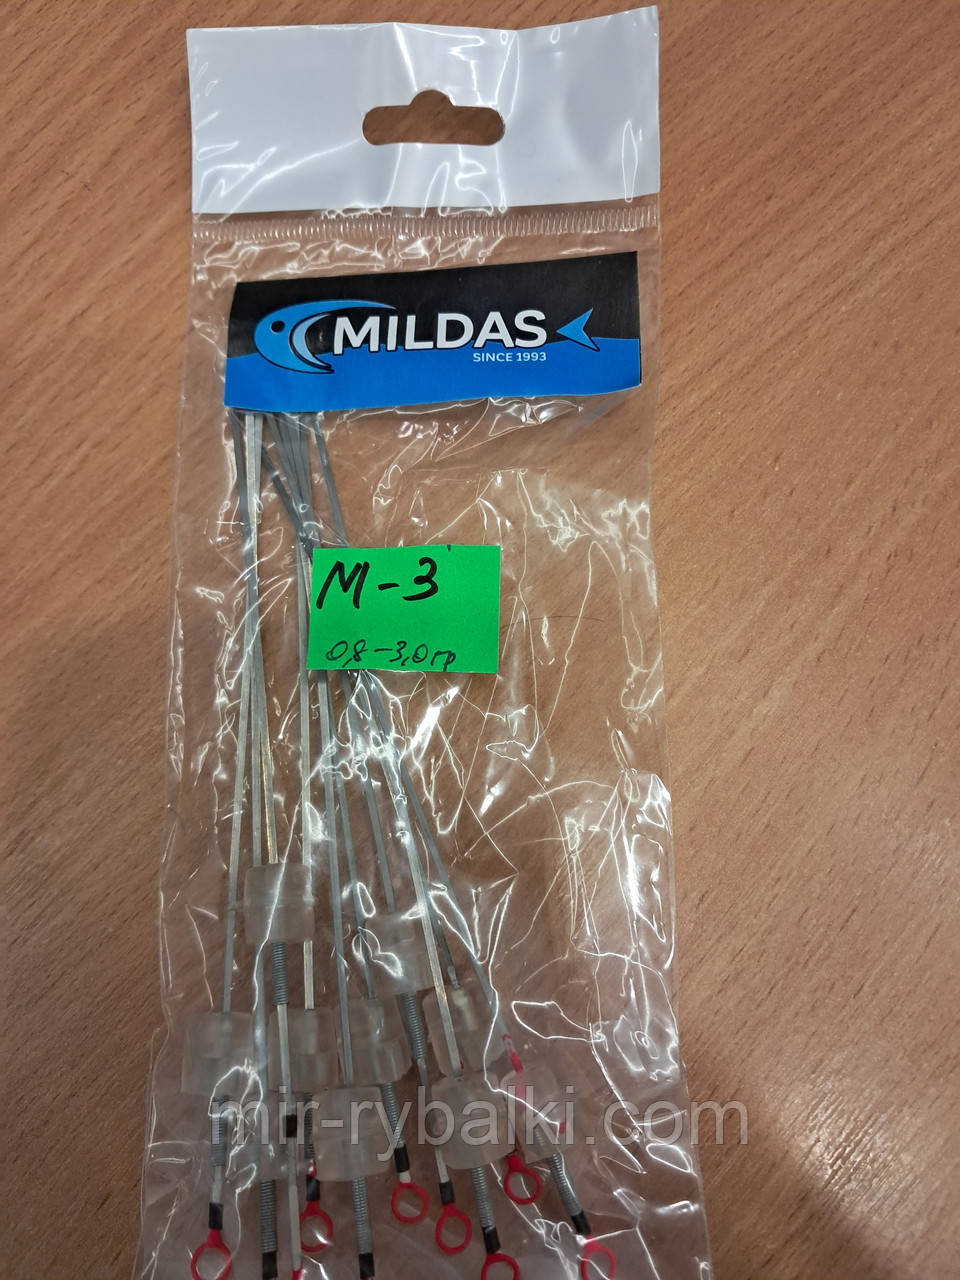 MILDAS
SINCE 1993
М-3
0,8-3,0гр
mir-rybalki.com